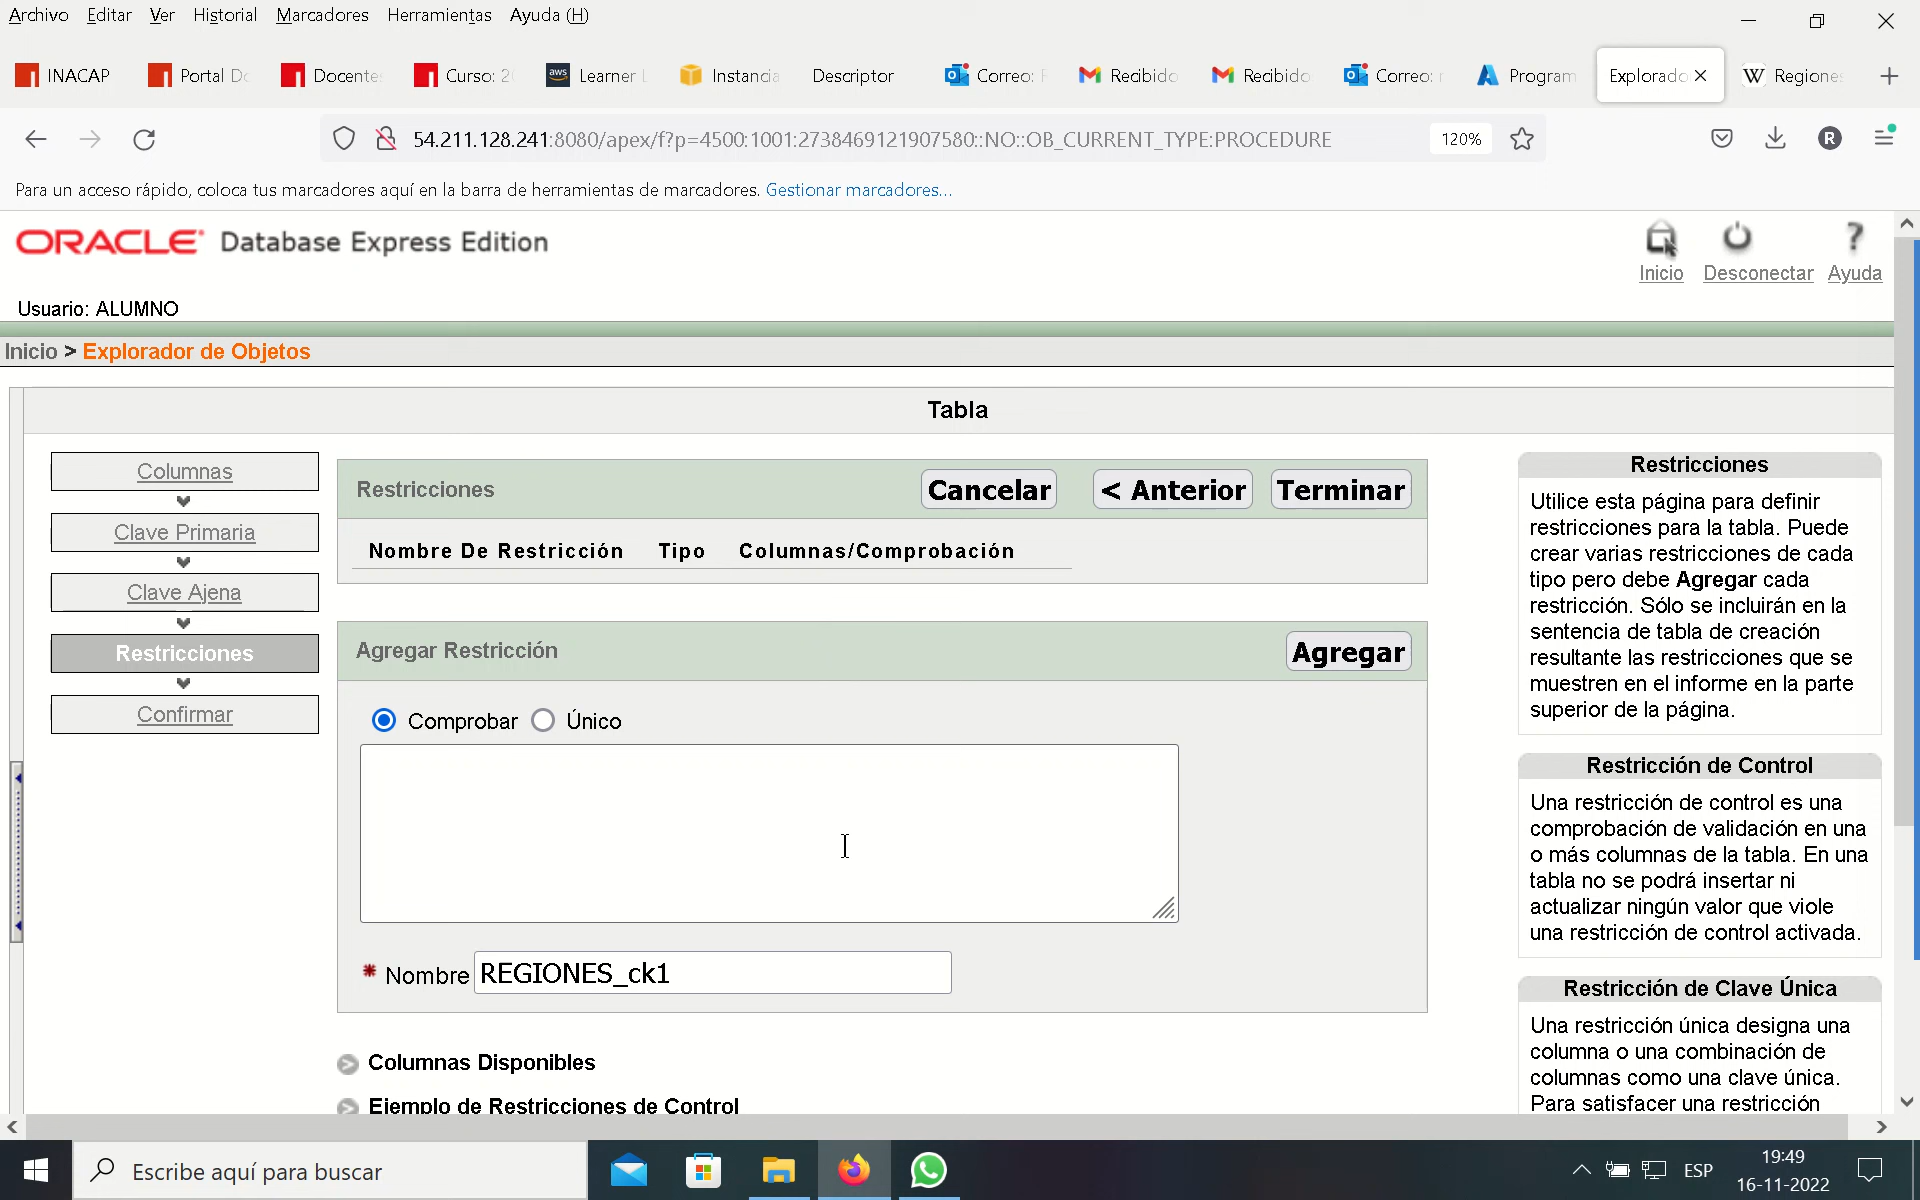 Archivo Editar Ver Historial Marcadores Herramientas Ayuda (H)
INACAP Portal Do Docente Curso: 2 Learner L Instancia Descriptor Correo: Recibido Recibido Correo: Program Explorado Regiones
54.211.128.241:8080/apex/f?p=4500:1001:2738469121907580::NO::OB_CURRENT_TYPE:PROCEDURE 120% R
Para un acceso rápido, coloca tus marcadores aquí en la barra de herramientas de marcadores. Gestionar marcadores...
ORACLE Database Express Edition
Inicio Desconectar Ayuda
Usuario: ALUMNO
Inicio > Explorador de Objetos
Tabla
Columnas
Clave Primaria
Clave Ajena
Restricciones
Confirmar
Restricciones Cancelar < Anterior Terminar
Nombre De Restricción Tipo Columnas/Comprobación
Agregar Restricción Agregar
Comprobar Único
* Nombre REGIONES_ck1
Columnas Disponibles
Ejemplo de Restricciones de Control
Restricciones
Utilice esta página para definir
restricciones para la tabla. Puede
crear varias restricciones de cada
tipo pero debe Agregar cada
restricción. Sólo se incluirán en la
sentencia de tabla de creación
resultante las restricciones que se
muestren en el informe en la parte
superior de la página.
Restricción de Control
Una restricción de control es una
comprobación de validación en una
o más columnas de la tabla. En una
tabla no se podrá insertar ni
actualizar ningún valor que viole
una restricción de control activada.
Restricción de Clave Única
Una restricción única designa una
columna o una combinación de
columnas como una clave única.
Para satisfacer una restricción
Escribe aquí para buscar
ESP
19:49
16-11-2022